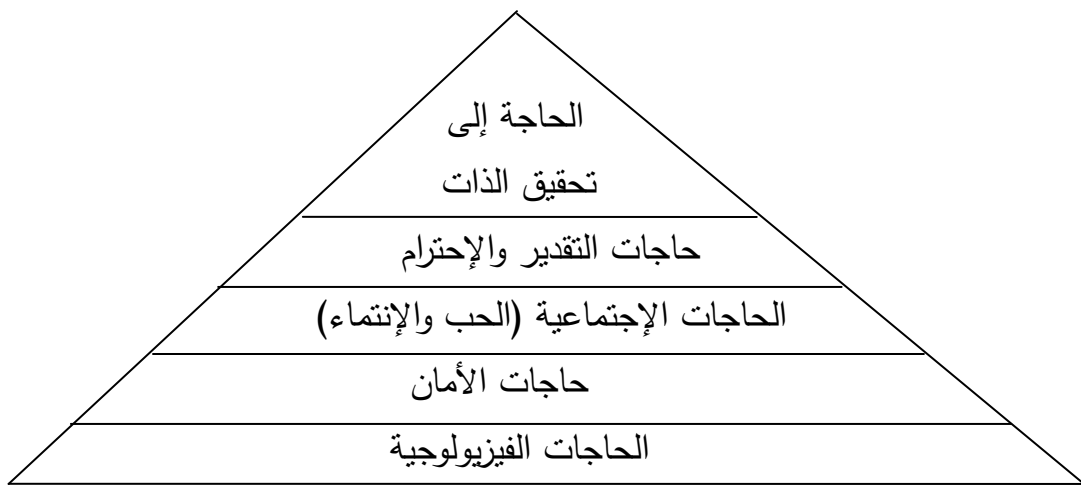 الحاجة إلى
تحقيق الذات
حاجات التقدير والإحترام
الحاجات الإجتماعية (الحب والإنتماء)
حاجات الأمان
الحاجات الفيزيولوجية